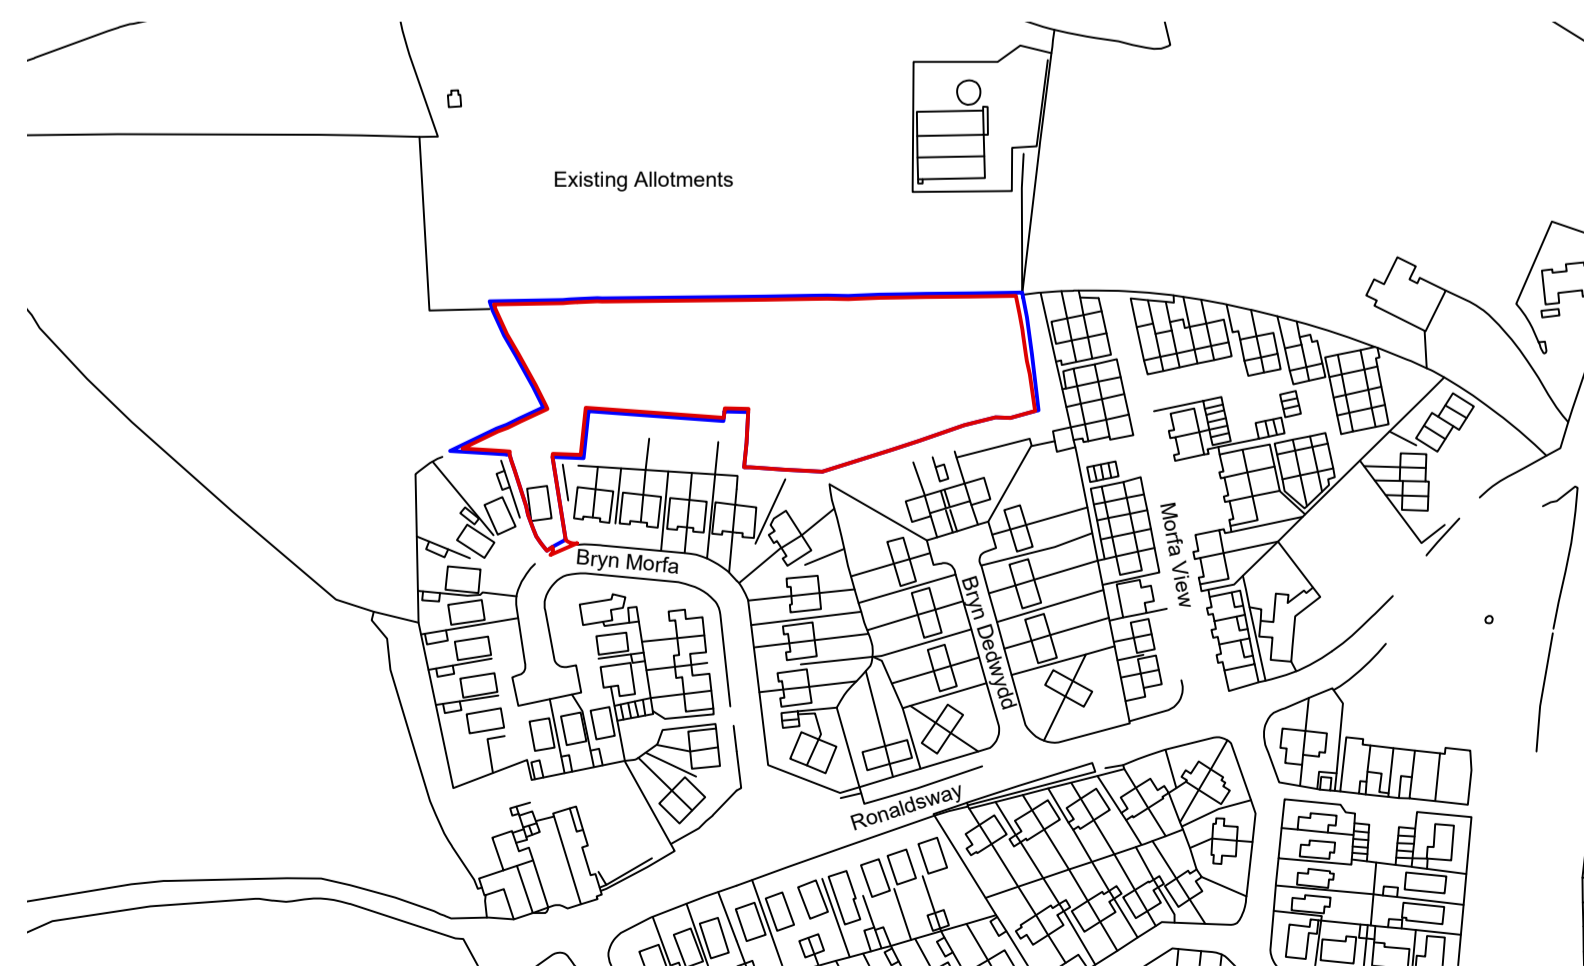 Existing Allotments
Bryn Morfa
Bryn Dedwydd
Morfa View
Ronaldsway